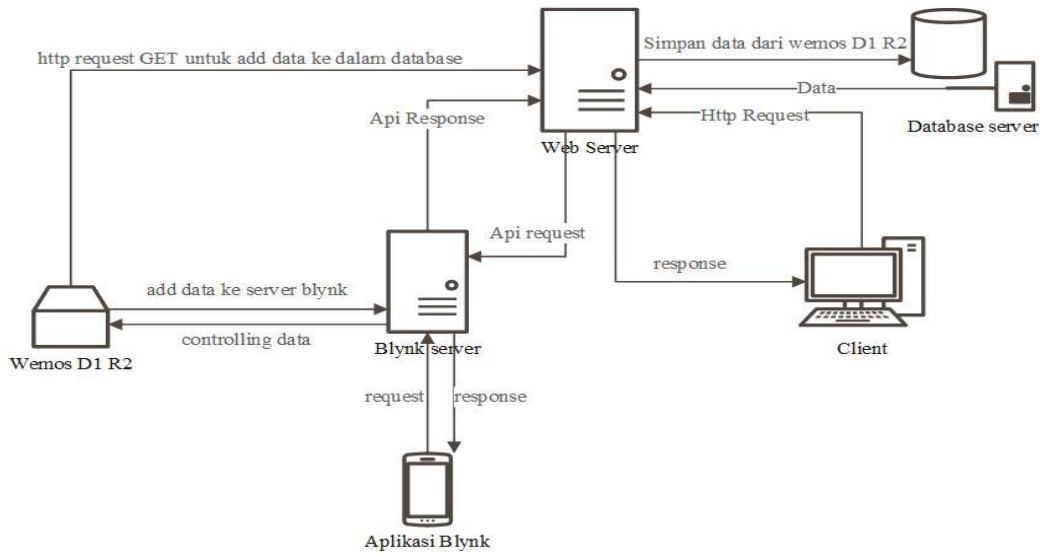 Simpan data dari wemos D1 R2
http request GET untuk add data ke dalam database
Data
Api Response
Http Request
Database server
Web Server
Api request
response
add data ke server blynk
controlling data
Blynk server
Client
Wemos D1 R2
request
response
Aplikasi Blynk